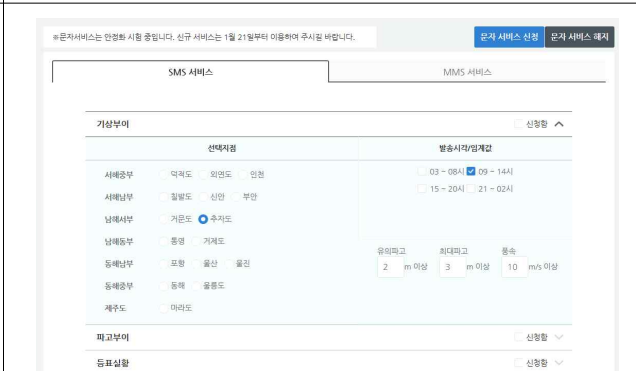 ※문자서비스는 안정화 시험 중입니다. 신규 서비스는 1월 21일부터 이용하여 주시길 바랍니다.
문자 서비스 신청 문자 서비스 해지
SMS 서비스 MMS 서비스
기상부이 신청함
선택지점 발송시각/임계값
서해중부 덕적도 외연도 인천
03 ~ 08시 09 ~ 14시
서해남부 칠발도 신안 부안
15 ~ 20시 21 ~ 02시
남해서부 거문도 추자도
남해동부 통영 거제도
유의파고 최대파고 풍속
동해남부 포항 울산 울진
2 m 이상 3 m 이상 10 m/s 이상
동해중부 동해 울릉도
제주도 마라도
파고부이 신청함
등표실황 신청함